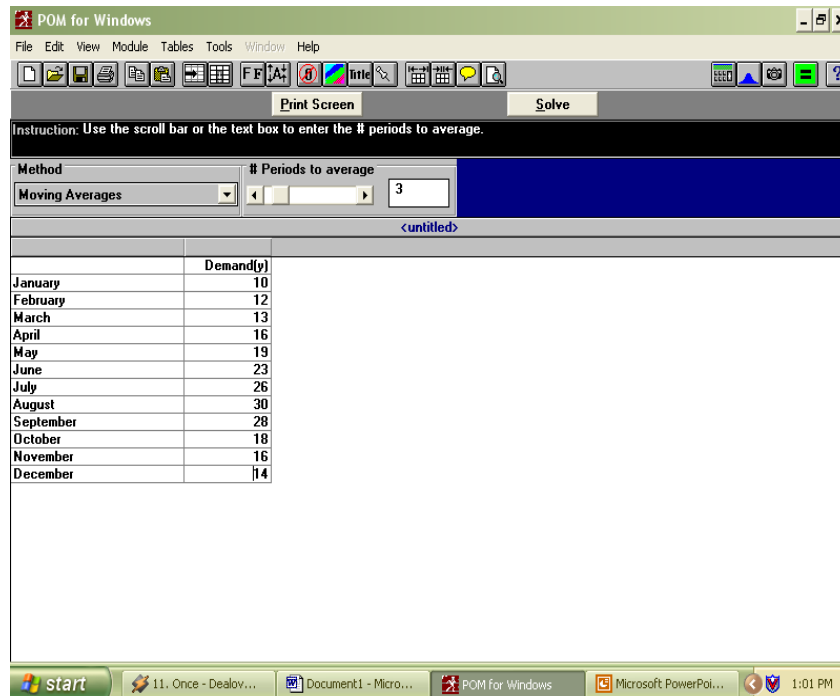 POM for Windows
File Edit View Module Tables Tools Window Help
Title
Print Screen Solve
Instruction: Use the scroll bar or the text box to enter the # periods to average.
Method # Periods to average
Moving Averages 3
<untitled>
Demand(y)
January 10
February 12
March 13
April 16
May 19
June 23
July 26
August 30
September 28
October 18
November 16
December 14
start 11. Once - Dealov... Document1 - Micro... POM for Windows Microsoft PowerPoi... 1:01 PM